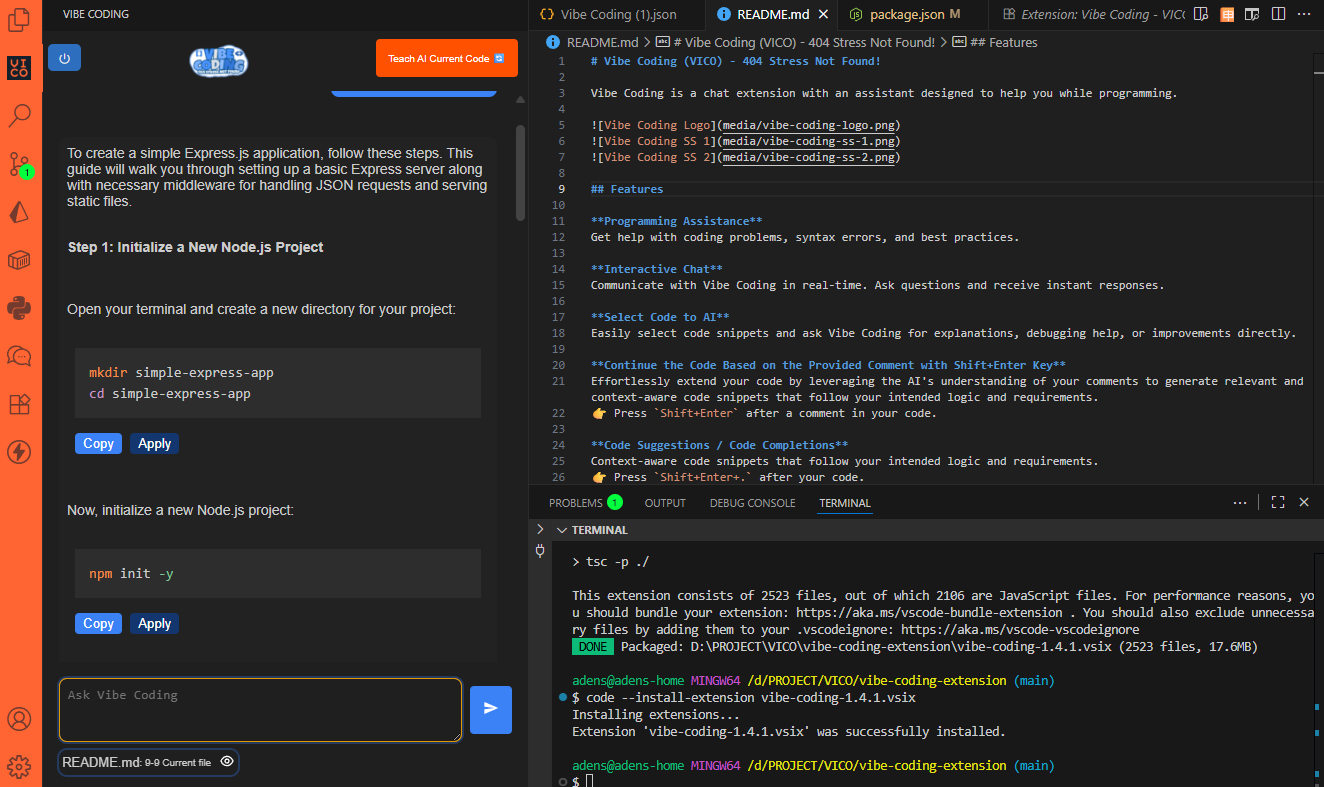 VIBE CODING
VICO
VIBE CODING
Teach AI Current Code
1
To create a simple Express.js application, follow these steps. This
guide will walk you through setting up a basic Express server along
with necessary middleware for handling JSON requests and serving
static files.
Step 1: Initialize a New Node.js Project
Open your terminal and create a new directory for your project:
mkdir simple-express-app
cd simple-express-app
Copy Apply
Now, initialize a new Node.js project:
npm init -y
Copy Apply
Ask Vibe Coding
README.md: 9-9 Current file
Vibe Coding (1).json README.md package.json M Extension: Vibe Coding - VICO
README.md > # Vibe Coding (VICO) - 404 Stress Not Found! > ## Features
1 # Vibe Coding (VICO) - 404 Stress Not Found!
2
3 Vibe Coding is a chat extension with an assistant designed to help you while programming.
4
5 ![Vibe Coding Logo](media/vibe-coding-logo.png)
6 ![Vibe Coding SS 1](media/vibe-coding-ss-1.png)
7 ![Vibe Coding SS 2](media/vibe-coding-ss-2.png)
8
9 ## Features
10
11 **Programming Assistance**
12 Get help with coding problems, syntax errors, and best practices.
13
14 **Interactive Chat**
15 Communicate with Vibe Coding in real-time. Ask questions and receive instant responses.
16
17 **Select Code to AI**
18 Easily select code snippets and ask Vibe Coding for explanations, debugging help, or improvements directly.
19
20 **Continue the Code Based on the Provided Comment with Shift+Enter Key**
21 Effortlessly extend your code by leveraging the AI's understanding of your comments to generate relevant and
context-aware code snippets that follow your intended logic and requirements.
22 👉 Press `Shift+Enter` after a comment in your code.
23
24 **Code Suggestions / Code Completions**
25 Context-aware code snippets that follow your intended logic and requirements.
26 👉 Press `Shift+Enter+.` after your code.
PROBLEMS 1 OUTPUT DEBUG CONSOLE TERMINAL
TERMINAL
> tsc -p ./
This extension consists of 2523 files, out of which 2106 are JavaScript files. For performance reasons, yo
u should bundle your extension: https://aka.ms/vscode-bundle-extension . You should also exclude unnecessa
ry files by adding them to your .vscodeignore: https://aka.ms/vscode-vscodeignore
DONE Packaged: D:\PROJECT\VICO\vibe-coding-extension\vibe-coding-1.4.1.vsix (2523 files, 17.6MB)
adens@adens-home MINGW64 /d/PROJECT/VICO/vibe-coding-extension (main)
$ code --install-extension vibe-coding-1.4.1.vsix
Installing extensions...
Extension 'vibe-coding-1.4.1.vsix' was successfully installed.
adens@adens-home MINGW64 /d/PROJECT/VICO/vibe-coding-extension (main)
$